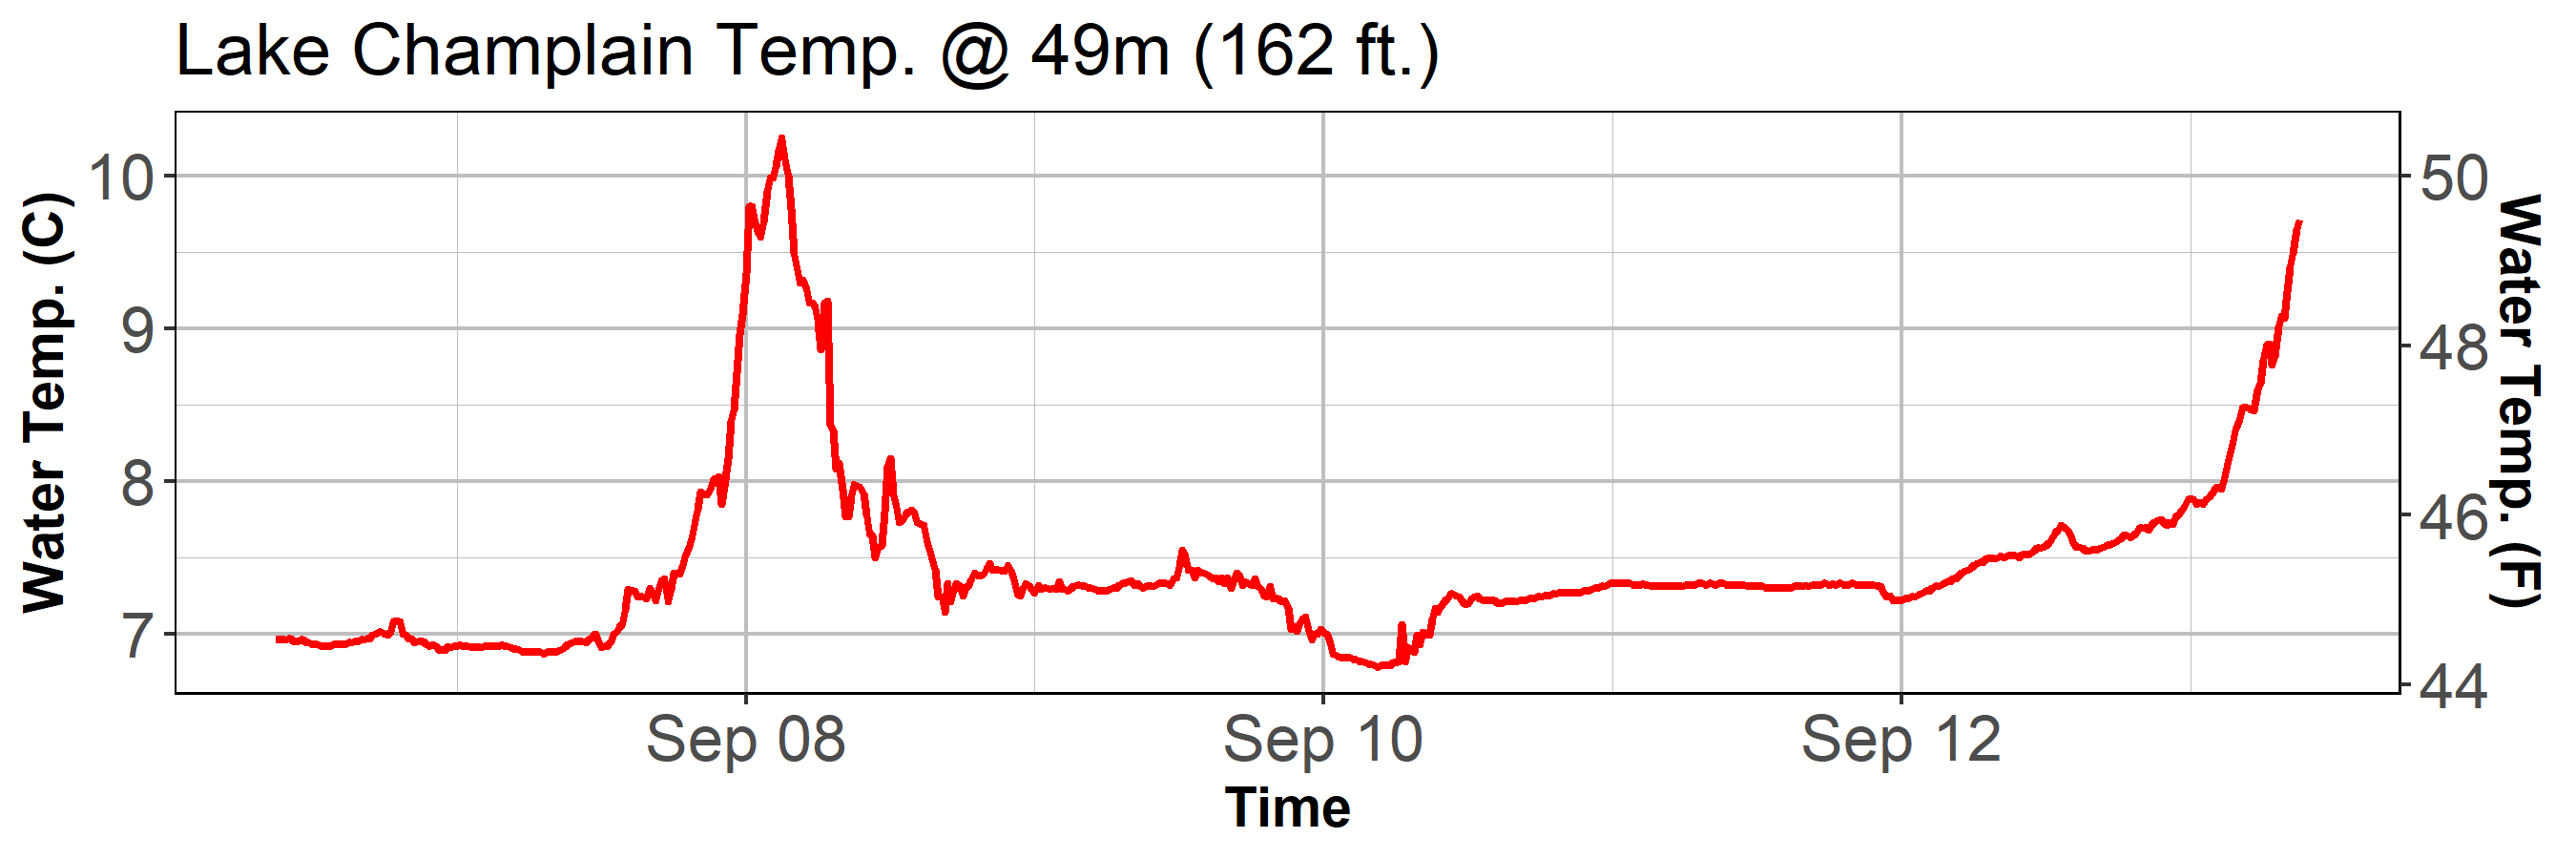 Lake Champlain Temp. @ 49m (162 ft.)
Water Temp. (C)
10
9
8
7
50
48
46
44
Water Temp. (F)
Sep 08
Sep 10
Sep 12
Time